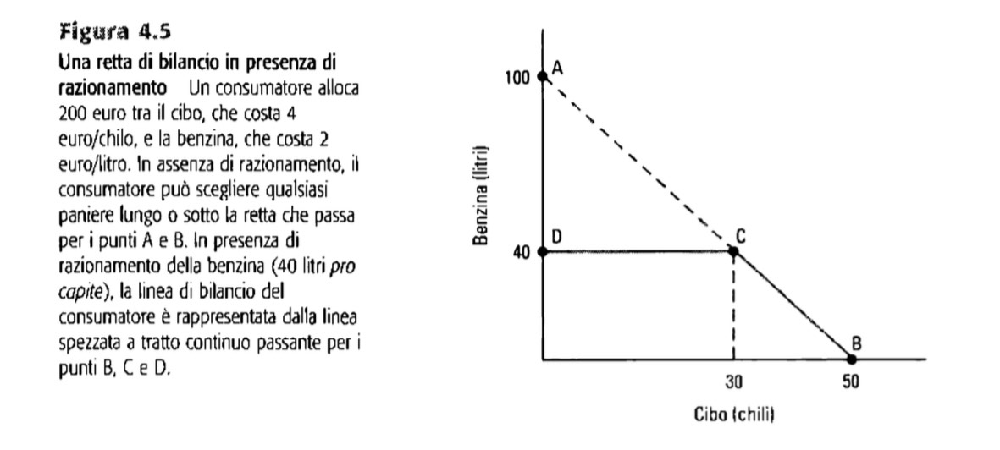 Figura 4.5
Una retta di bilancio in presenza di
razionamento Un consumatore alloca
200 euro tra il cibo, che costa 4
euro/chilo, e la benzina, che costa 2
euro/litro. In assenza di razionamento, il
consumatore può scegliere qualsiasi
paniere lungo o sotto la retta che passa
per i punti A e B. In presenza di
razionamento della benzina (40 litri pro
capite), la linea di bilancio del
consumatore è rappresentata dalla linea
spezzata a tratto continuo passante per i
punti B, C e D.
A
100
Benzina (litri)
D
C
40
B
30
50
Cibo (chili)